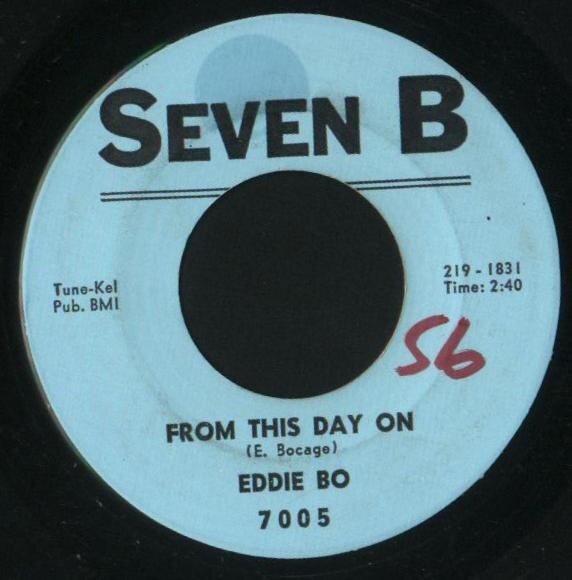 SEVEN B
Tune-Kel
Pub. BMI
219 - 1831
Time: 2:40
56
FROM THIS DAY ON
(E. Bocage)
EDDIE BO
7005